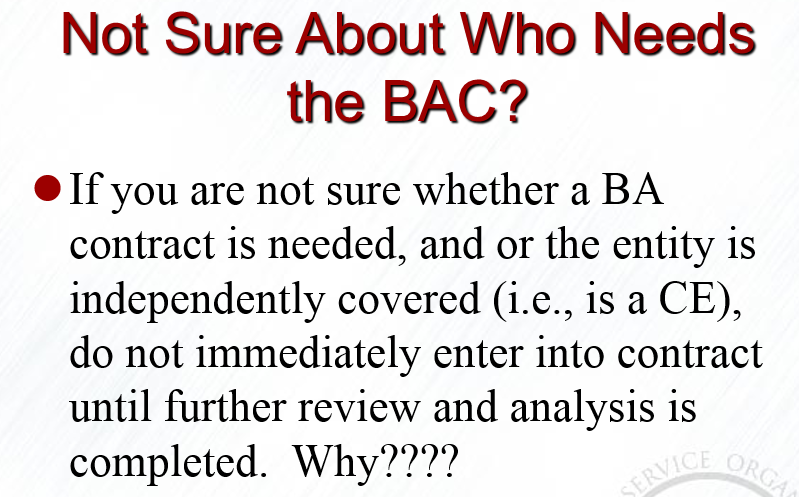 Not Sure About Who Needs
the BAC?
If you are not sure whether a BA
contract is needed, and or the entity is
independently covered (i.e., is a CE),
do not immediately enter into contract
until further review and analysis is
completed.  Why????
SERVICE